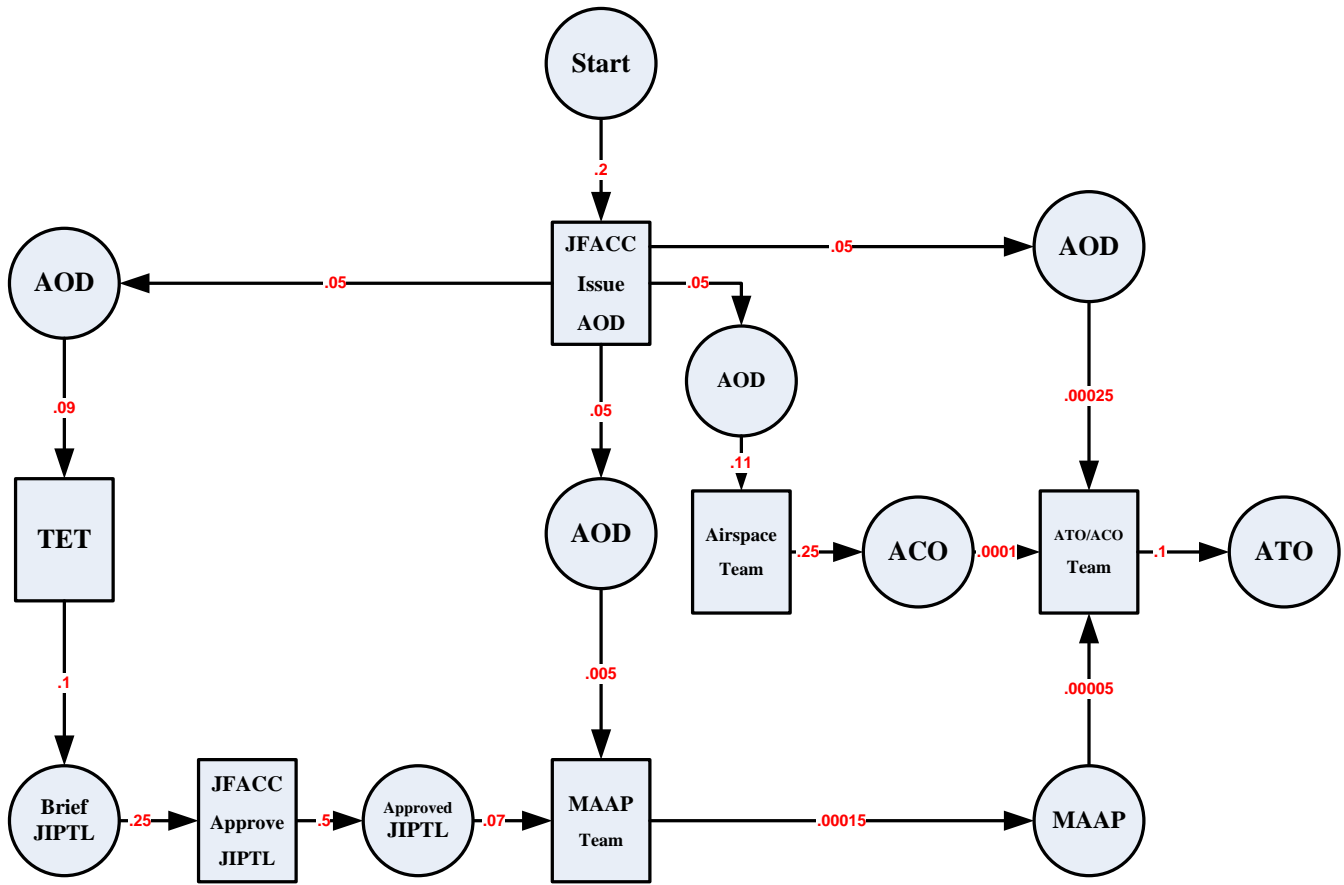 Start
.2
JFACC
Issue
AOD
.05
AOD
.05
AOD
.05
AOD
.05
AOD
.09
.11
.00025
TET
Airspace
Team
.25
ACO
.0001
ATO/ACO
Team
.1
ATO
.1
.005
.00005
Brief
JIPTL
.25
JFACC
Approve
JIPTL
.5
Approved
JIPTL
.07
MAAP
Team
.00015
MAAP